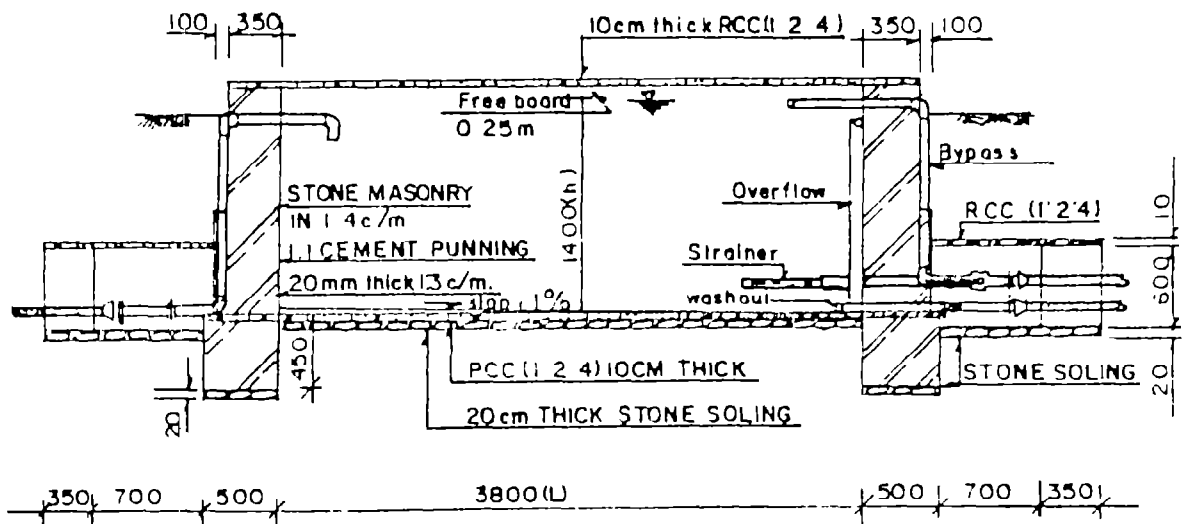 100 350 10cm thick RCC(1 2 4) 350 100
Free board
0 25m
Bypass
STONE MASONRY
IN 1 4c/m
Overflow
1400(h)
RCC (1'2'4)
10
1.1 CEMENT PUNNING
Strainer
20mm thick 1 3 c/m.
washout
600
slop 1%
450
PCC (1 2 4) 10CM THICK
STONE SOLING
20
20
20cm THICK STONE SOLING
350 700 500 3800(L) 500 700 350